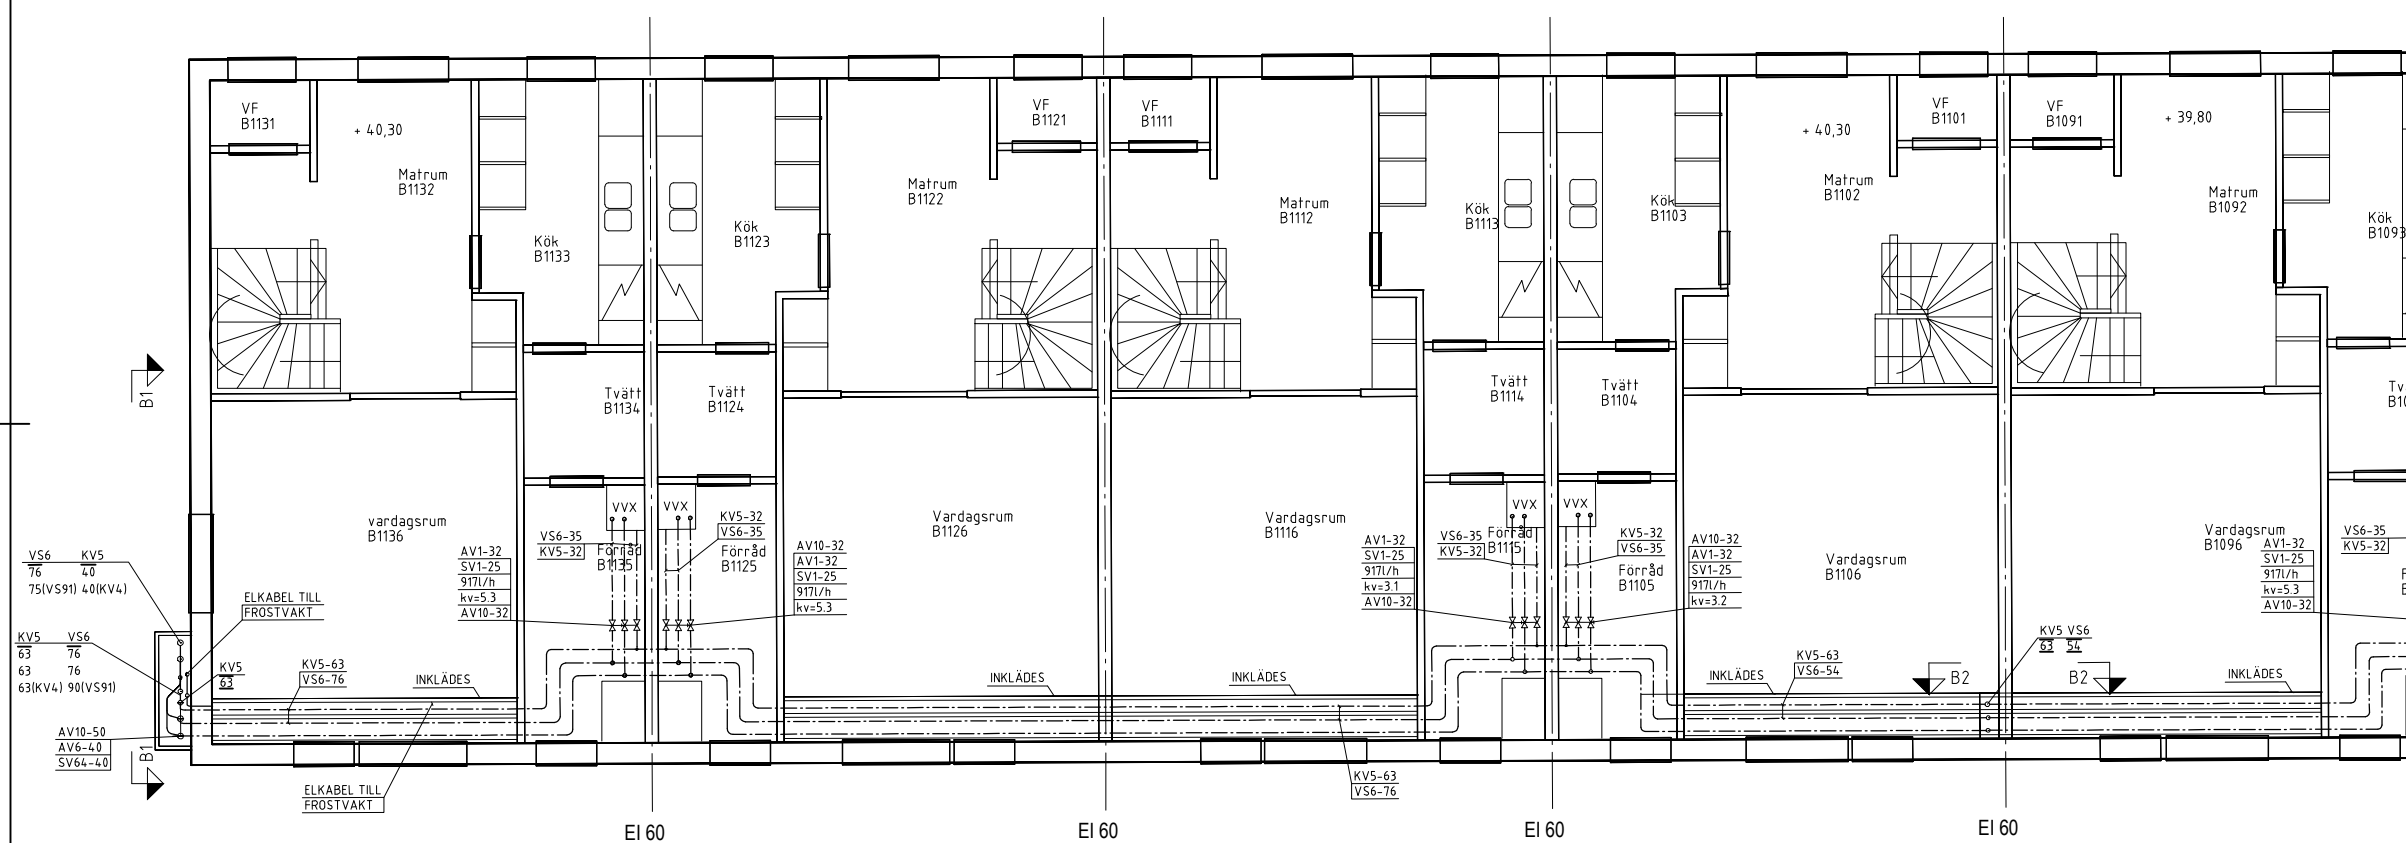 VF
B1131
+ 40,30
Matrum
B1132
Kök
B1133
Kök
B1123
Matrum
B1122
VF
B1121
VF
B1111
Matrum
B1112
Kök
B1113
Kök
B1103
Matrum
B1102
+ 40,30
VF
B1101
VF
B1091
+ 39,80
Matrum
B1092
Kök
B1093
B1
Tvätt
B1134
Tvätt
B1124
Tvätt
B1114
Tvätt
B1104
vardagsrum
B1136
AV1-32
SV1-25
917l/h
kv=5.3
AV10-32
VS6-35
KV5-32
Förråd
B1135
VVX
VVX
KV5-32
VS6-35
Förråd
B1125
AV10-32
AV1-32
SV1-25
917l/h
kv=5.3
Vardagsrum
B1126
Vardagsrum
B1116
AV1-32
SV1-25
917l/h
kv=3.1
AV10-32
VS6-35
KV5-32
Förråd
B1115
VVX
VVX
KV5-32
VS6-35
Förråd
B1105
AV10-32
AV1-32
SV1-25
917l/h
kv=3.2
Vardagsrum
B1106
Vardagsrum
B1096
AV1-32
SV1-25
917l/h
kv=5.3
AV10-32
VS6-35
KV5-32
VS6 KV5
76 40
75(VS91) 40(KV4)
ELKABEL TILL
FROSTVAKT
KV5 VS6
63 76
63 76
63(KV4) 90(VS91)
KV5
63
KV5-63
VS6-76
INKLÄDES
INKLÄDES
INKLÄDES
INKLÄDES
KV5-63
VS6-54
B2
KV5 VS6
63 54
B2
INKLÄDES
AV10-50
AV6-40
SV64-40
B1
ELKABEL TILL
FROSTVAKT
KV5-63
VS6-76
EI 60
EI 60
EI 60
EI 60